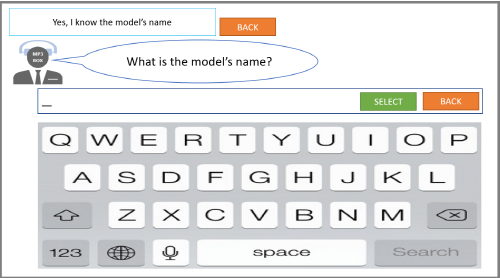 Yes, I know the model's name
BACK
MP3
BOX
What is the model's name?
_
SELECT BACK
Q W E R T Y U I O P
A S D F G H J K L
Z X C V B N M
123 space Search